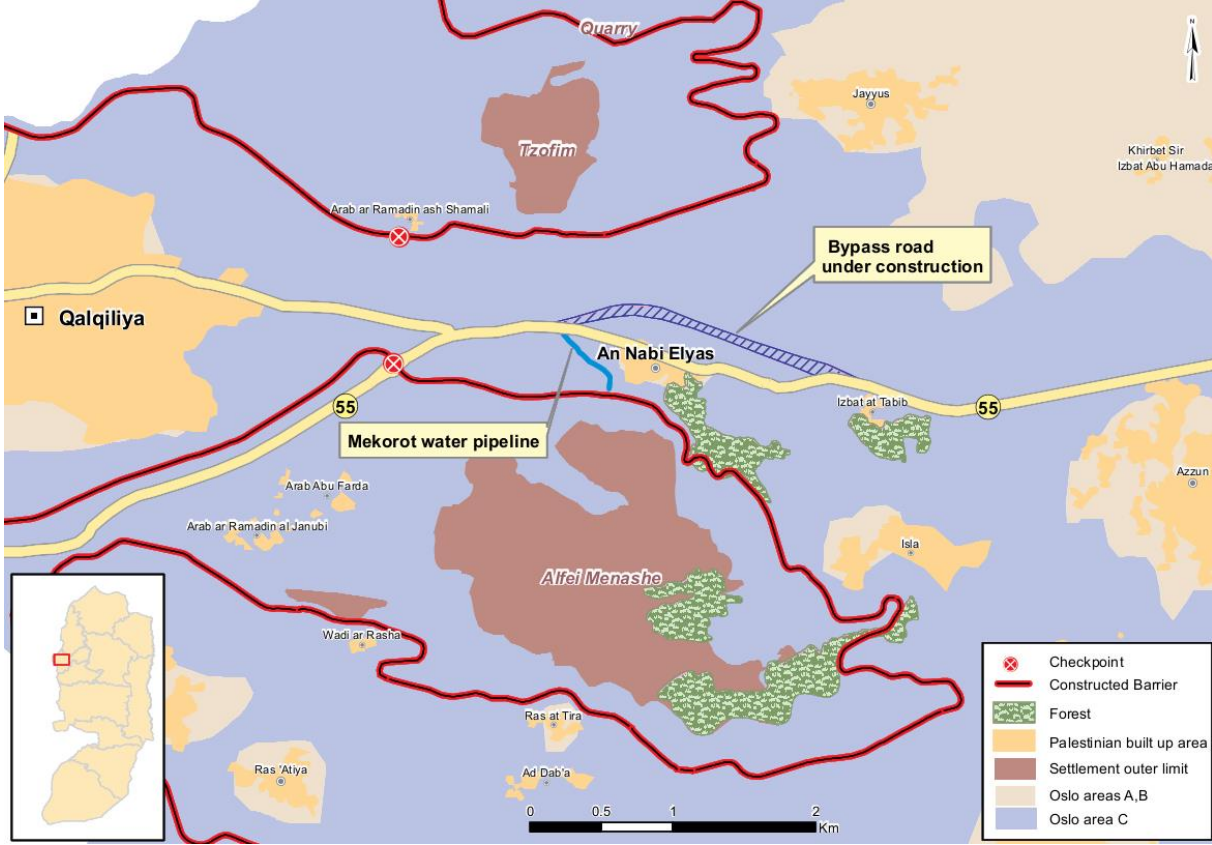 Quarry
N
Jayyus
Tzofim
Khirbet Sir
Izbat Abu Hamada
Arab ar Ramadin ash Shamali
Bypass road
under construction
Qalqiliya
An Nabi Elyas
55
Izbat at Tabib
55
Mekorot water pipeline
Azzun
Arab Abu Farda
Arab ar Ramadin al Janubi
Isla
Alfei Menashe
Wadi ar Rasha
Ras at Tira
Ras 'Atiya
Ad Dab'a
0 0.5 1 2
Km
Checkpoint
Constructed Barrier
Forest
Palestinian built up area
Settlement outer limit
Oslo areas A,B
Oslo area C